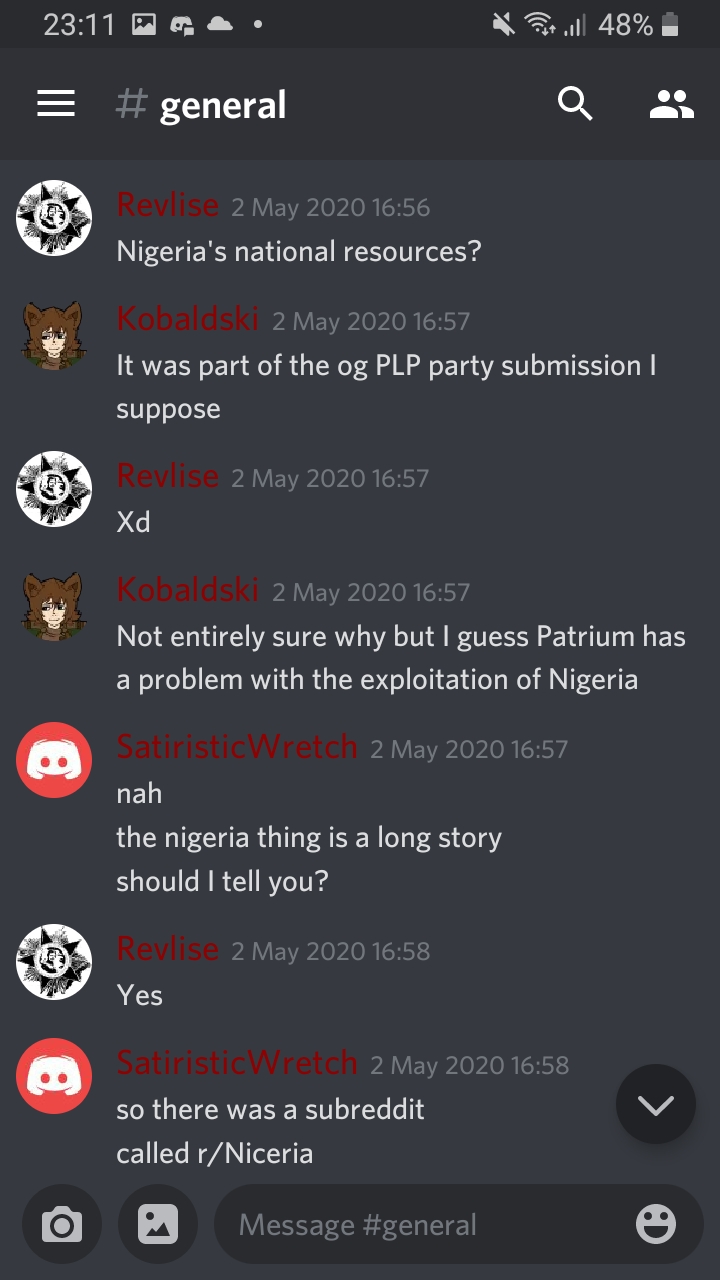 23:11 48%
# general
Revlise 2 May 2020 16:56
Nigeria's national resources?
Kobaldski 2 May 2020 16:57
It was part of the og PLP party submission I
suppose
Revlise 2 May 2020 16:57
Xd
Kobaldski 2 May 2020 16:57
Not entirely sure why but I guess Patrium has
a problem with the exploitation of Nigeria
SatiristicWretch 2 May 2020 16:57
nah
the nigeria thing is a long story
should I tell you?
Revlise 2 May 2020 16:58
Yes
SatiristicWretch 2 May 2020 16:58
so there was a subreddit
called r/Niceria
Message #general